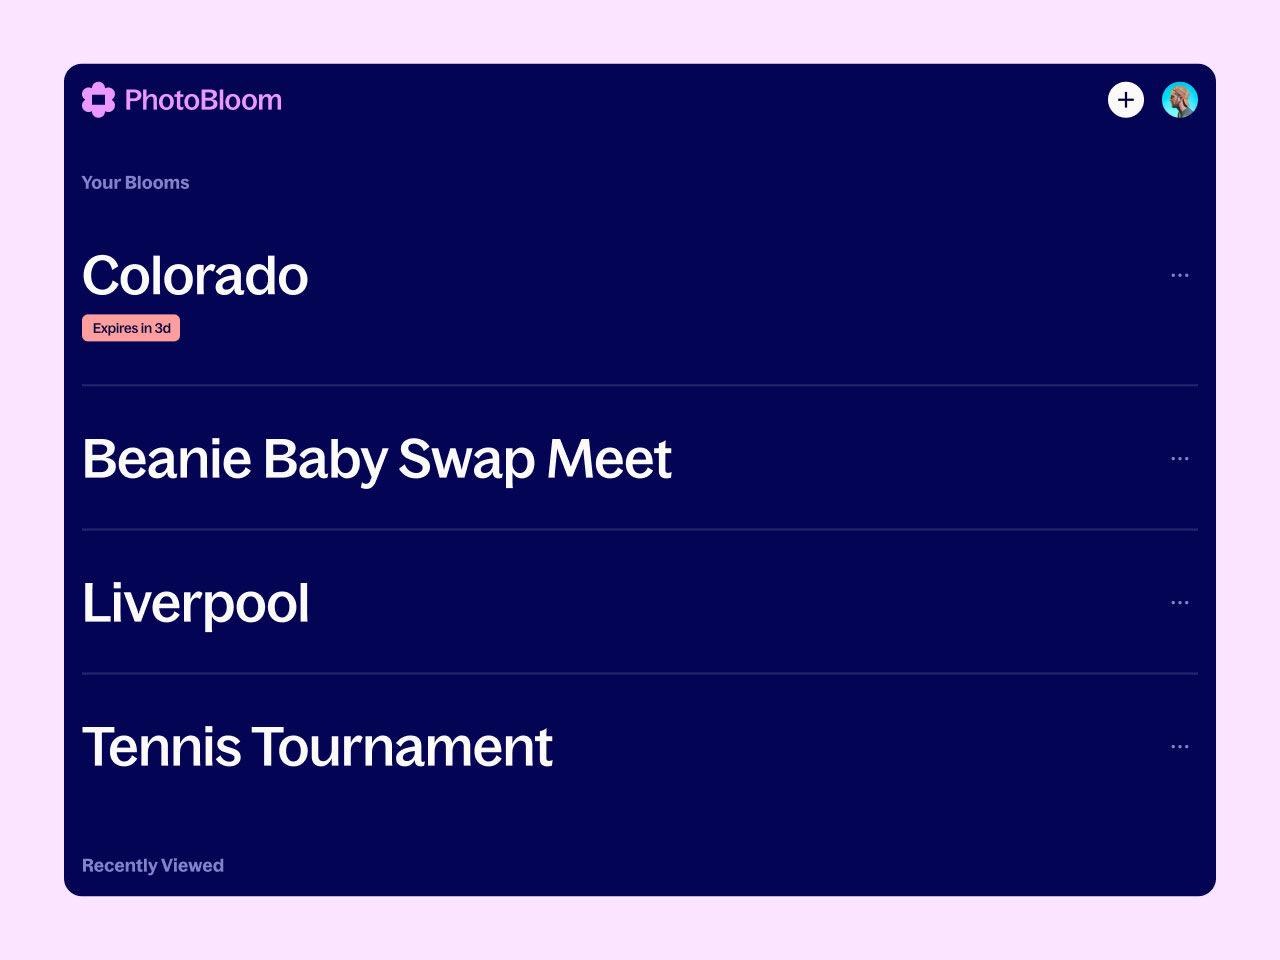 PhotoBloom
Your Blooms
Colorado
Expires in 3d
Beanie Baby Swap Meet
Liverpool
Tennis Tournament
Recently Viewed